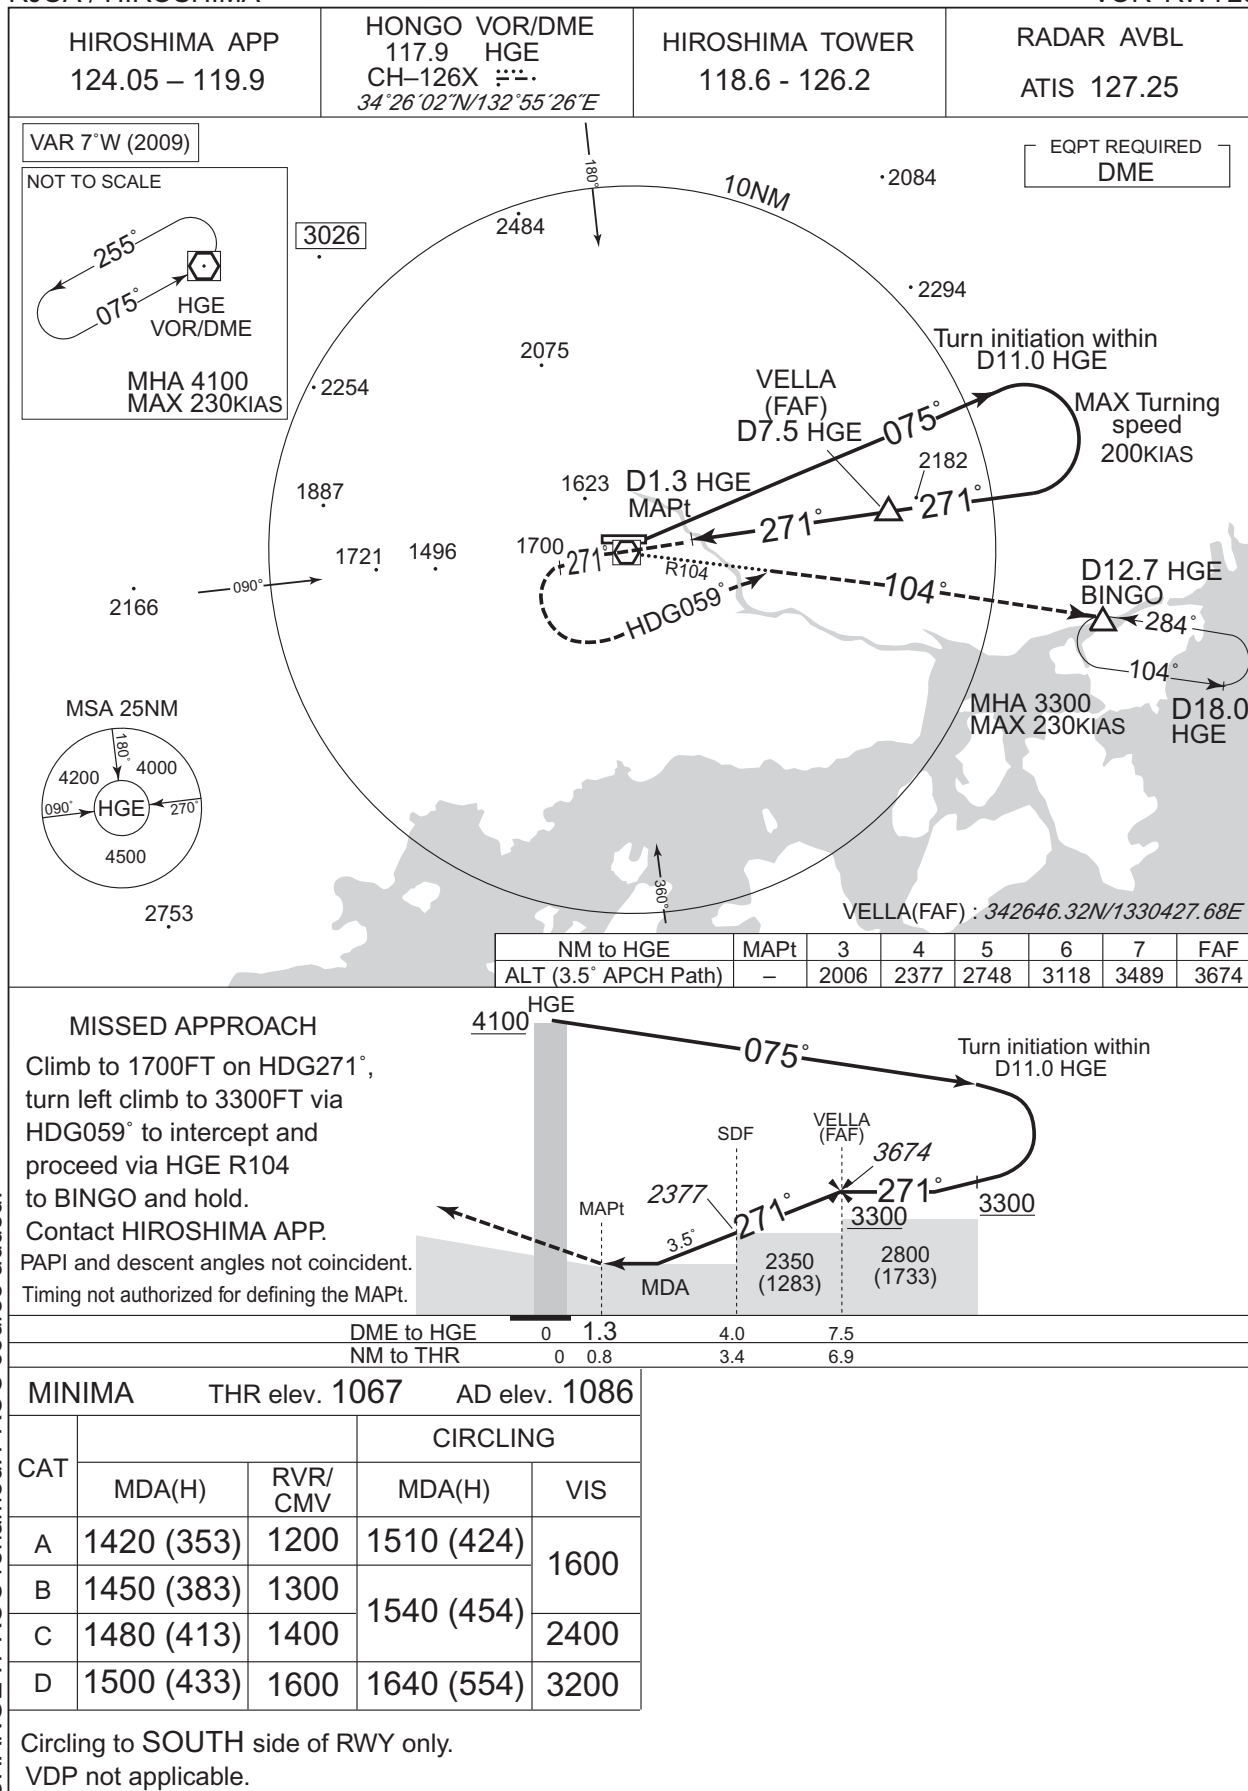 HIROSHIMA APP
124.05 – 119.9
HONGO VOR/DME
117.9 HGE
CH–126X
34°26′02″N/132°55′26″E
HIROSHIMA TOWER
118.6 - 126.2
RADAR AVBL
ATIS 127.25
VAR 7°W (2009)
EQPT REQUIRED
DME
NOT TO SCALE
255°
075°
HGE
VOR/DME
MHA 4100
MAX 230KIAS
180°
10NM
2084
2484
3026
2294
2075
2254
Turn initiation within
D11.0 HGE
VELLA
(FAF)
D7.5 HGE
075°
MAX Turning
speed
200KIAS
2182
1887
1623
D1.3 HGE
MAPt
271°
271°
1721
1496
1700
271°
R104
104°
HDG059°
090°
2166
D12.7 HGE
BINGO
284°
104°
MHA 3300
MAX 230KIAS
D18.0
HGE
MSA 25NM
180°
4200
4000
090°
HGE
270°
4500
2753
360°
VELLA(FAF) : 342646.32N/1330427.68E
NM to HGE MAPt 3 4 5 6 7 FAF
ALT (3.5° APCH Path) – 2006 2377 2748 3118 3489 3674
MISSED APPROACH
Climb to 1700FT on HDG271°,
turn left climb to 3300FT via
HDG059° to intercept and
proceed via HGE R104
to BINGO and hold.
Contact HIROSHIMA APP.
PAPI and descent angles not coincident.
Timing not authorized for defining the MAPt.
HGE
4100
075°
Turn initiation within
D11.0 HGE
SDF
VELLA
(FAF)
3674
2377
271°
271°
3300
3300
MAPt
3.5°
MDA
2350
(1283)
2800
(1733)
DME to HGE 0 1.3 4.0 7.5
NM to THR 0 0.8 3.4 6.9
MINIMA THR elev. 1067 AD elev. 1086
CIRCLING
CAT MDA(H) RVR/CMV MDA(H) VIS
A 1420 (353) 1200 1510 (424) 1600
B 1450 (383) 1300 1540 (454)
C 1480 (413) 1400 2400
D 1500 (433) 1600 1640 (554) 3200
Circling to SOUTH side of RWY only.
VDP not applicable.